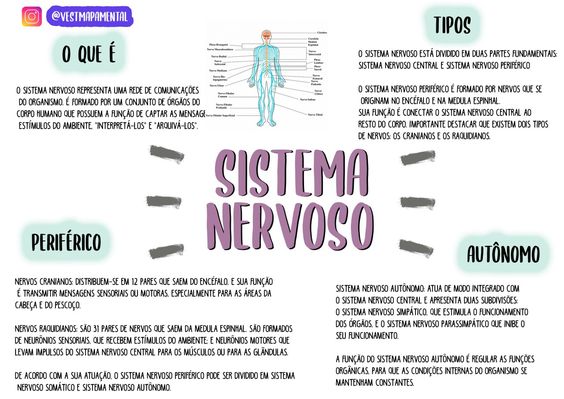 @VESTMAPAMENTAL
O QUE É
O SISTEMA NERVOSO REPRESENTA UMA REDE DE COMUNICAÇÕES
DO ORGANISMO. É FORMADO POR UM CONJUNTO DE ÓRGÃOS DO
CORPO HUMANO QUE POSSUEM A FUNÇÃO DE CAPTAR AS MENSAGE
ESTÍMULOS DO AMBIENTE, "INTERPRETÁ-LOS" E "ARQUIVÁ-LOS".
TIPOS
O SISTEMA NERVOSO ESTÁ DIVIDIDO EM DUAS PARTES FUNDAMENTAIS:
SISTEMA NERVOSO CENTRAL E SISTEMA NERVOSO PERIFÉRICO
O SISTEMA NERVOSO PERIFÉRICO É FORMADO POR NERVOS QUE SE
ORIGINAM NO ENCÉFALO E NA MEDULA ESPINHAL.
SUA FUNÇÃO É CONECTAR O SISTEMA NERVOSO CENTRAL AO
RESTO DO CORPO. IMPORTANTE DESTACAR QUE EXISTEM DOIS TIPOS
DE NERVOS: OS CRANIANOS E OS RAQUIDIANOS.
SISTEMA
NERVOSO
PERIFÉRICO
NERVOS CRANIANOS: DISTRIBUEM-SE EM 12 PARES QUE SAEM DO ENCÉFALO, E SUA FUNÇÃO
É TRANSMITIR MENSAGENS SENSORIAIS OU MOTORAS, ESPECIALMENTE PARA AS ÁREAS DA
CABEÇA E DO PESCOÇO.
NERVOS RAQUIDIANOS: SÃO 31 PARES DE NERVOS QUE SAEM DA MEDULA ESPINHAL. SÃO FORMADOS
DE NEURÔNIOS SENSORIAIS, QUE RECEBEM ESTÍMULOS DO AMBIENTE; E NEURÔNIOS MOTORES QUE
LEVAM IMPULSOS DO SISTEMA NERVOSO CENTRAL PARA OS MÚSCULOS OU PARA AS GLÂNDULAS.
DE ACORDO COM A SUA ATUAÇÃO, O SISTEMA NERVOSO PERIFÉRICO PODE SER DIVIDIDO EM SISTEMA
NERVOSO SOMÁTICO E SISTEMA NERVOSO AUTÔNOMO.
AUTÔNOMO
SISTEMA NERVOSO AUTÔNOMO: ATUA DE MODO INTEGRADO COM
O SISTEMA NERVOSO CENTRAL E APRESENTA DUAS SUBDIVISÕES:
O SISTEMA NERVOSO SIMPÁTICO, QUE ESTIMULA O FUNCIONAMENTO
DOS ÓRGÃOS, E O SISTEMA NERVOSO PARASSIMPÁTICO QUE INIBE O
SEU FUNCIONAMENTO.
A FUNÇÃO DO SISTEMA NERVOSO AUTÔNOMO É REGULAR AS FUNÇÕES
ORGÂNICAS, PARA QUE AS CONDIÇÕES INTERNAS DO ORGANISMO SE
MANTENHAM CONSTANTES.